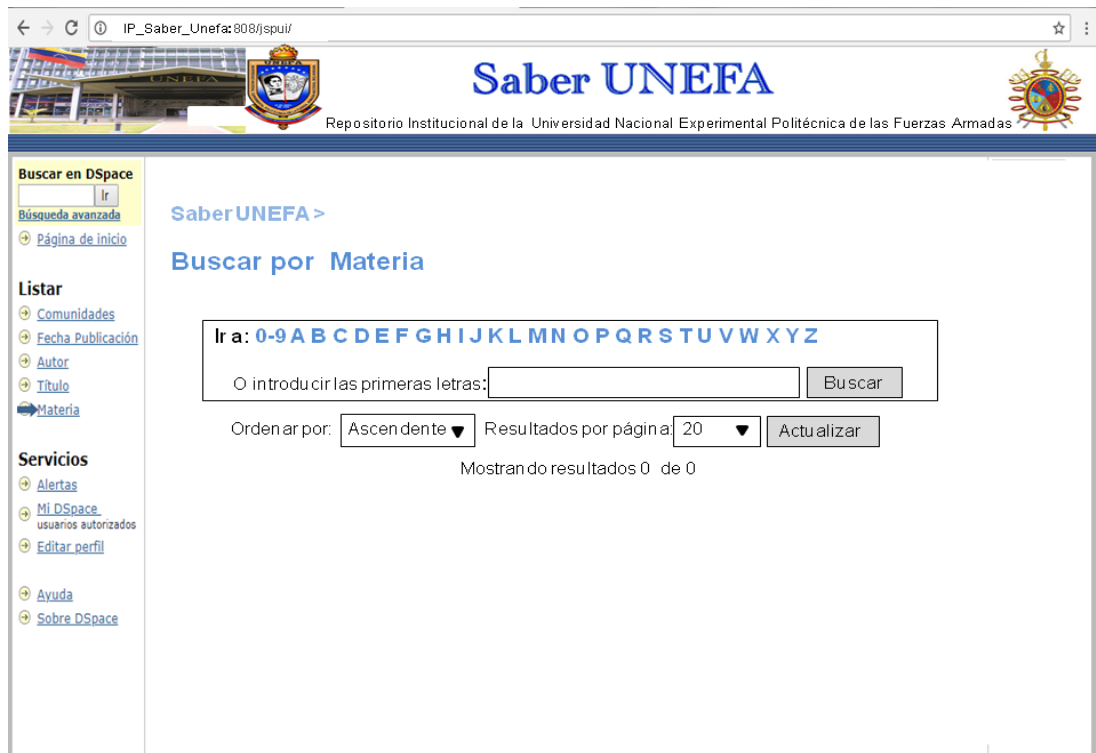 IP_Saber_Unefa:808/jspui/
UNEFA
UNEFA
Saber UNEFA
Repositorio Institucional de la Universidad Nacional Experimental Politécnica de las Fuerzas Armadas
Buscar en DSpace
Ir
Búsqueda avanzada
Página de inicio
Listar
Comunidades
Fecha Publicación
Autor
Título
Materia
Servicios
Alertas
Mi DSpace
usuarios autorizados
Editar perfil
Ayuda
Sobre DSpace
Saber UNEFA >
Buscar por Materia
Ir a: 0-9 A B C D E F G H I J K L M N O P Q R S T U V W X Y Z
O introducir las primeras letras: Buscar
Ordenar por: Ascendente Resultados por página: 20 Actualizar
Mostrando resultados 0 de 0